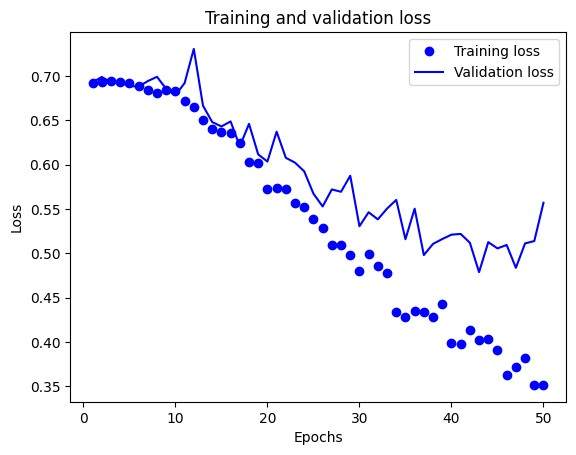 Training and validation loss
Training loss
Validation loss
0.70
0.65
0.60
0.55
0.50
0.45
0.40
0.35
Loss
0
10
20
30
40
50
Epochs